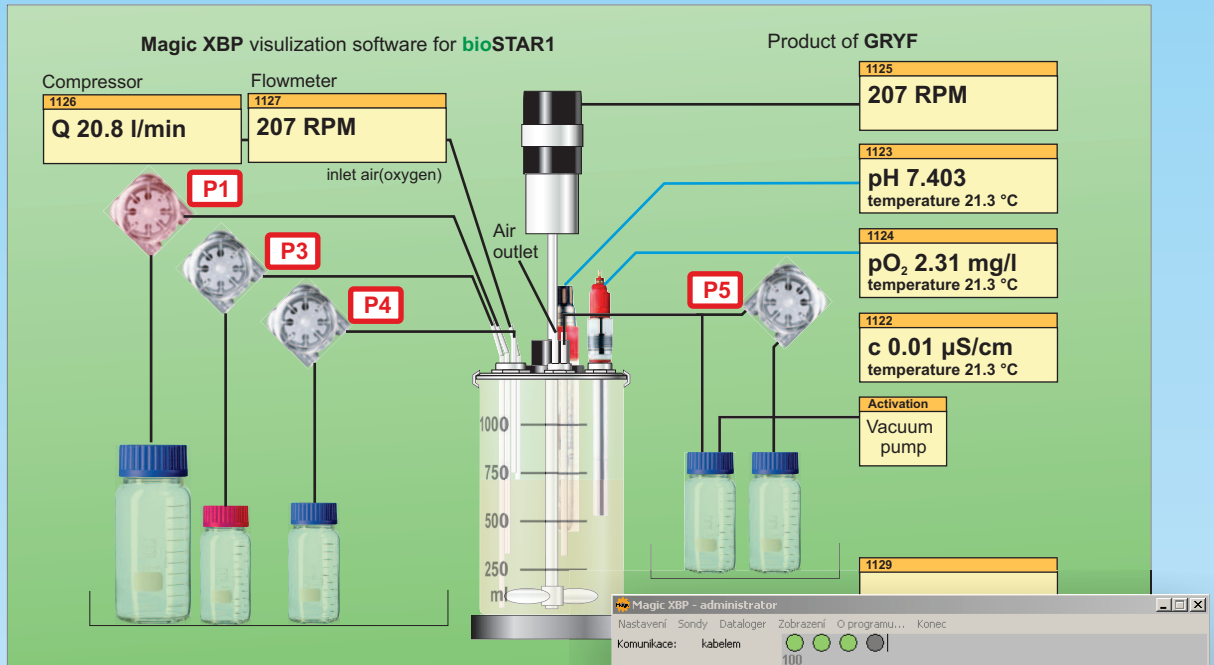 Magic XBP visulization software for bioSTAR1
Product of GRYF
Compressor
Flowmeter
1126
Q 20.8 l/min
1127
207 RPM
inlet air(oxygen)
1125
207 RPM
1123
pH 7.403
temperature 21.3 °C
1124
pO₂ 2.31 mg/l
temperature 21.3 °C
1122
c 0.01 µS/cm
temperature 21.3 °C
Activation
Vacuum
pump
P1
P3
P4
Air
outlet
P5
1000
750
500
250
ml
1129
Magic XBP - administrator
Nastavení Sondy Dataloger Zobrazení O programu... Konec
Komunikace: kabelem
100